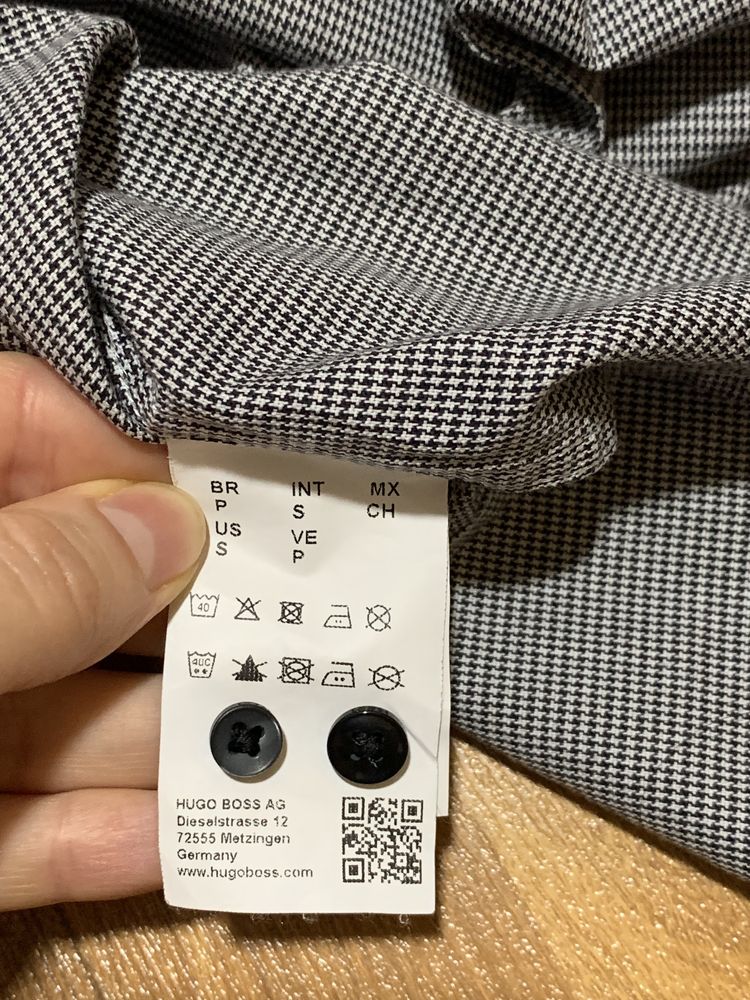 BR INT MX
P S CH
US VE
S P
40
40C
HUGO BOSS AG
Dieselstrasse 12
72555 Metzingen
Germany
www.hugoboss.com